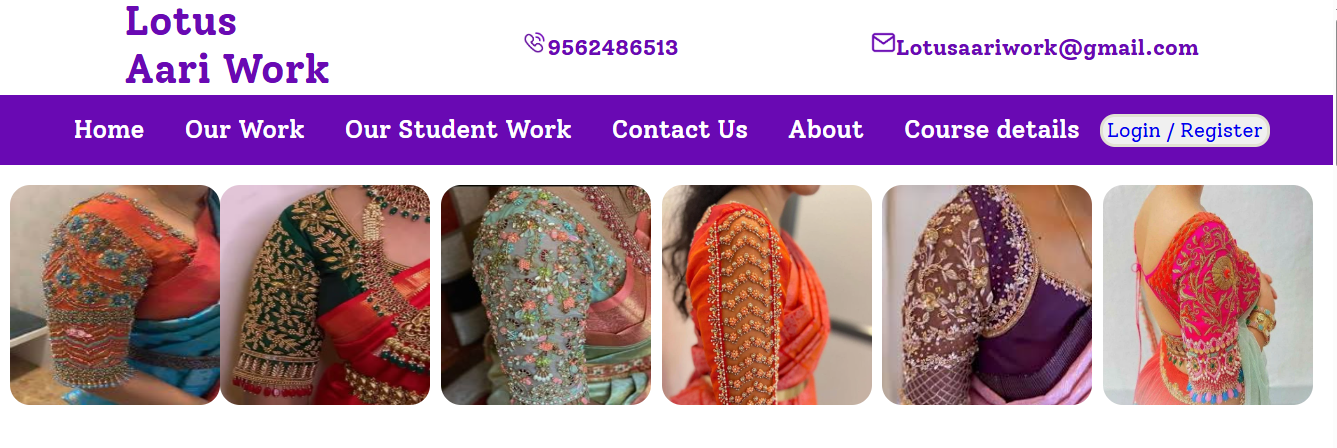 Lotus
Aari Work
9562486513
Lotusaariwork@gmail.com
Home Our Work Our Student Work Contact Us About Course details Login / Register